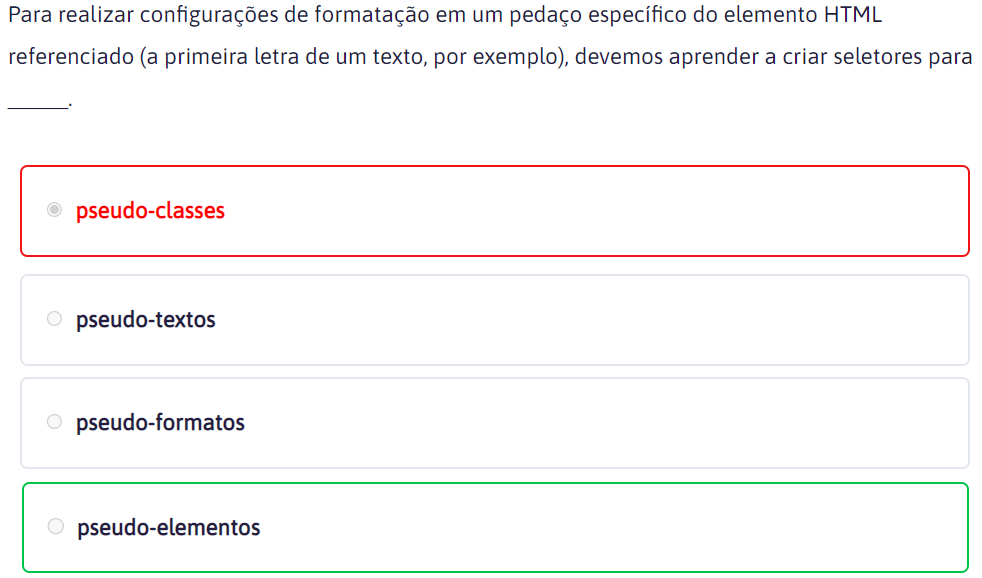 Para realizar configurações de formatação em um pedaço específico do elemento HTML
referenciado (a primeira letra de um texto, por exemplo), devemos aprender a criar seletores para
______.
pseudo-classes
pseudo-textos
pseudo-formatos
pseudo-elementos